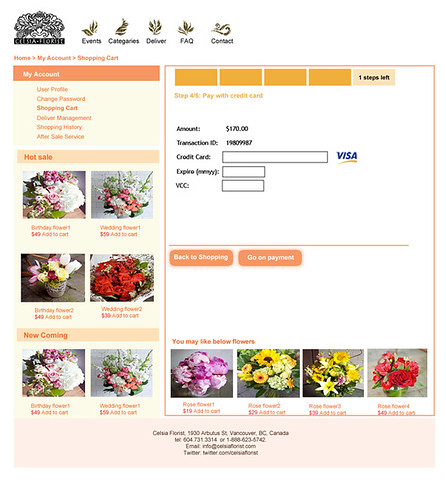 CELSIA FLORIST
Events Categaries Deliver FAQ Contact
Home > My Account > Shopping Cart
My Account
User Profile
Change Password
Shopping Cart
Deliver Management
Shopping History
After Sale Service
1 steps left
Step 4/5: Pay with credit card
Amount: $170.00
Transaction ID: 19809987
Credit Card: VISA
Expire (mmyy):
VCC:
Back to Shopping Go on payment
Hot sale
Birthday flower1 Wedding flower1
$49 Add to cart $59 Add to cart
Birthday flower2 Wedding flower2
$49 Add to cart $39 Add to cart
New Coming
Birthday flower1 Wedding flower1
$49 Add to cart $59 Add to cart
You may like below flowers
Rose flower1 Rose flower2 Rose flower3 Rose flower4
$19 Add to cart $29 Add to cart $39 Add to cart $49 Add to cart
Celsia Florist, 1930 Arbutus St, Vancouver, BC, Canada
tel: 604.731.3314. or 1-888-623-5742.
Email: info@celsiaflorist.com
Twitter: twitter.com/celsiaflorist